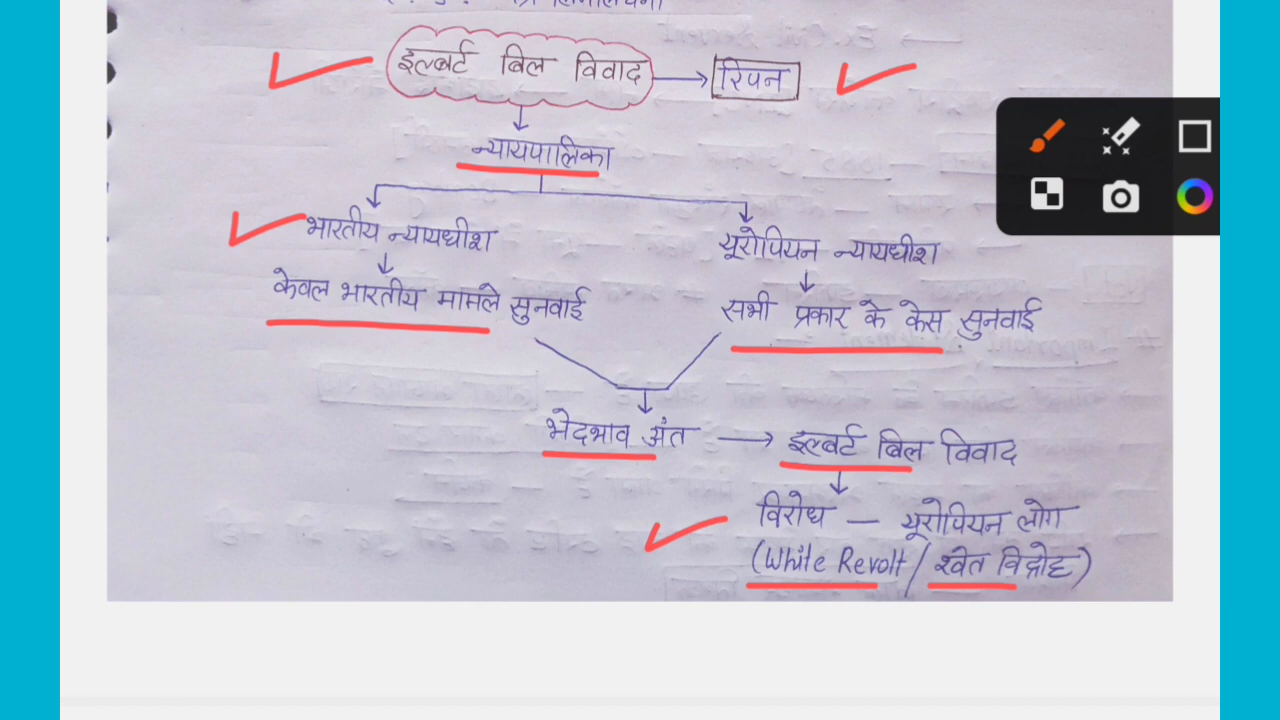 इल्बर्ट बिल विवाद → रिपन
न्यायपालिका
भारतीय न्यायधीश
यूरोपियन न्यायधीश
केवल भारतीय मामले सुनवाई
सभी प्रकार के केस सुनवाई
भेदभाव अंत → इल्बर्ट बिल विवाद
विरोध — यूरोपियन लोग
(White Revolt / श्वेत विद्रोह)